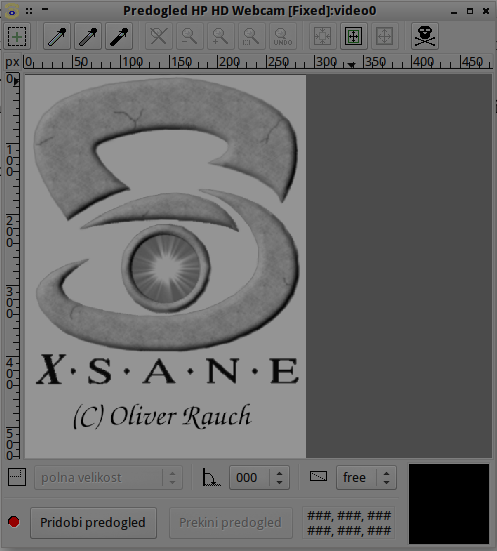 Predogled HP HD Webcam [Fixed]:video0
UNDO
px 0 50 100 150 200 250 300 350 400 450
0
100
200
300
400
500
X·S·A·N·E
(C) Oliver Rauch
polna velikost 000 free
Pridobi predogled Prekini predogled ###, ###, ###
###, ###, ###